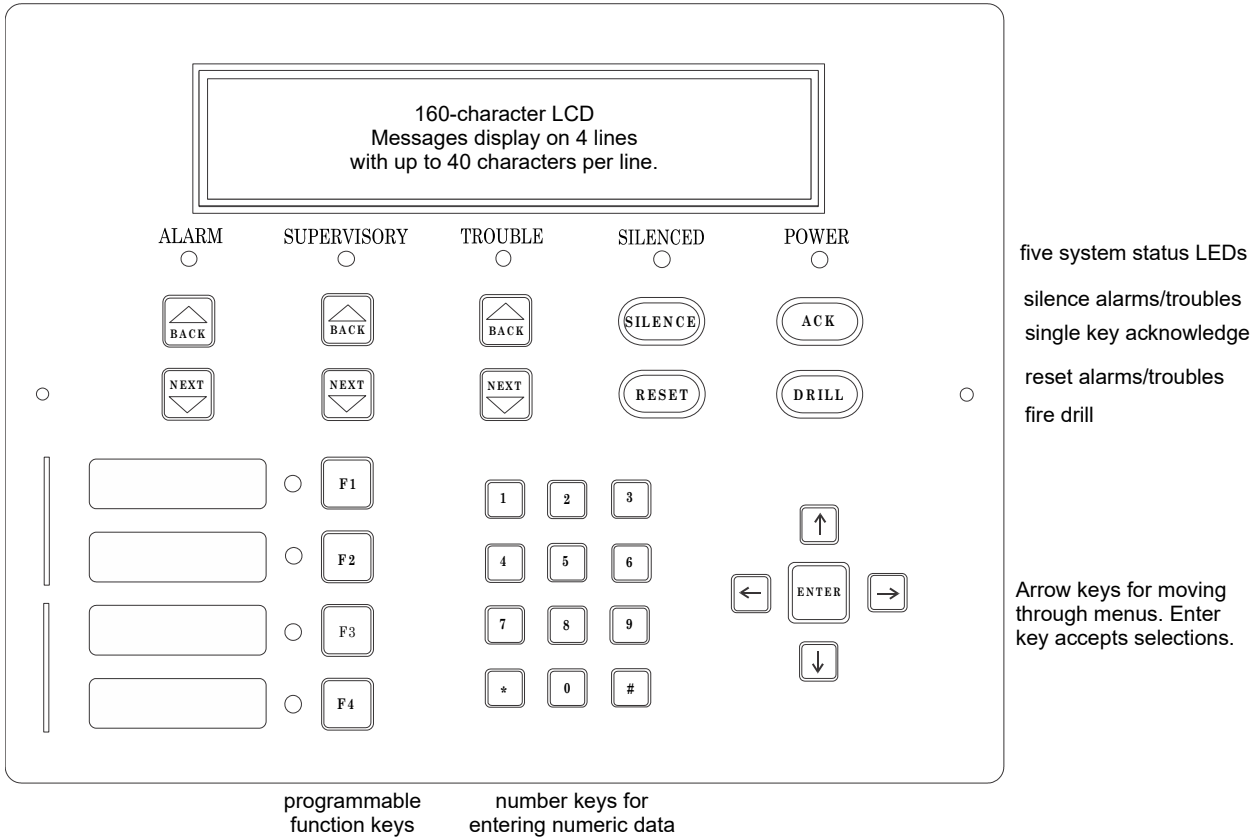 160-character LCD
Messages display on 4 lines
with up to 40 characters per line.
ALARM SUPERVISORY TROUBLE SILENCED POWER
five system status LEDs
BACK BACK BACK SILENCE ACK
silence alarms/troubles
single key acknowledge
NEXT NEXT NEXT RESET DRILL
reset alarms/troubles
fire drill
F1
1 2 3
↑
F2
4 5 6
← ENTER →
Arrow keys for moving
through menus. Enter
key accepts selections.
F3
7 8 9
↓
F4
* 0 #
programmable
function keys
number keys for
entering numeric data